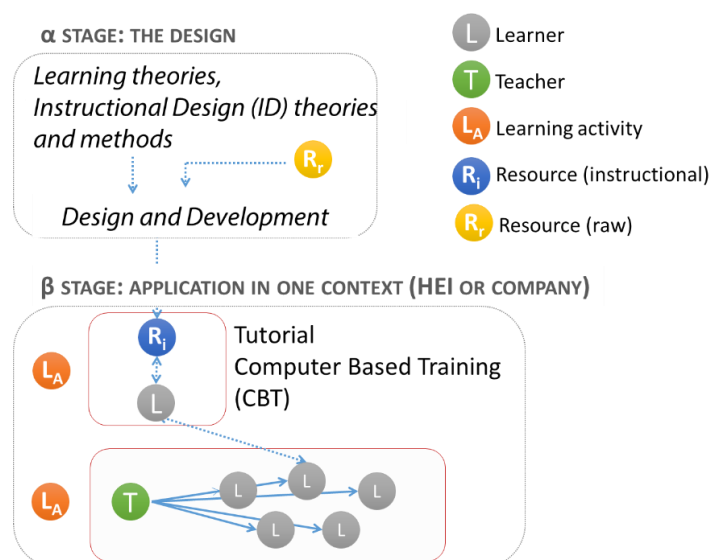 α STAGE: THE DESIGN
Learning theories,
Instructional Design (ID) theories
and methods
Rr
Design and Development
L Learner
T Teacher
LA Learning activity
Ri Resource (instructional)
Rr Resource (raw)
β STAGE: APPLICATION IN ONE CONTEXT (HEI OR COMPANY)
Ri
Tutorial
Computer Based Training
(CBT)
LA
L
LA
T
L
L
L
L
L